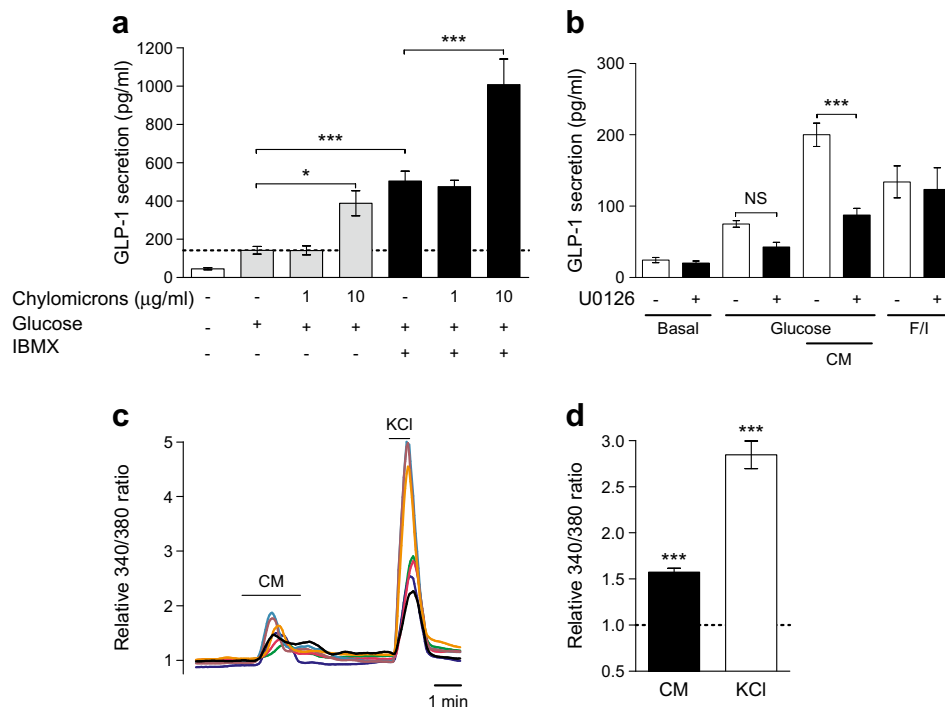 a
GLP-1 secretion (pg/ml)
1200
1000
800
600
400
200
0
***
***
*
Chylomicrons (μg/ml) - - 1 10 - 1 10
Glucose - + + + + + +
IBMX - - - - + + +
b
GLP-1 secretion (pg/ml)
300
200
100
0
NS
***
U0126 - + - + - + - +
Basal Glucose F/I
CM
c
Relative 340/380 ratio
5
4
3
2
1
CM
KCl
1 min
d
Relative 340/380 ratio
3.0
2.5
2.0
1.5
1.0
0.5
***
***
CM KCl